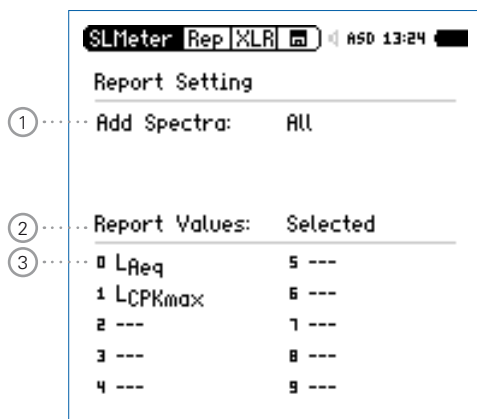 SLMeter Rep XLR ASD 13:24
Report Setting
1 Add Spectra: All
2 Report Values: Selected
3 0 LAeq 5 ---
1 LCPKmax 6 ---
2 --- 7 ---
3 --- 8 ---
4 --- 9 ---